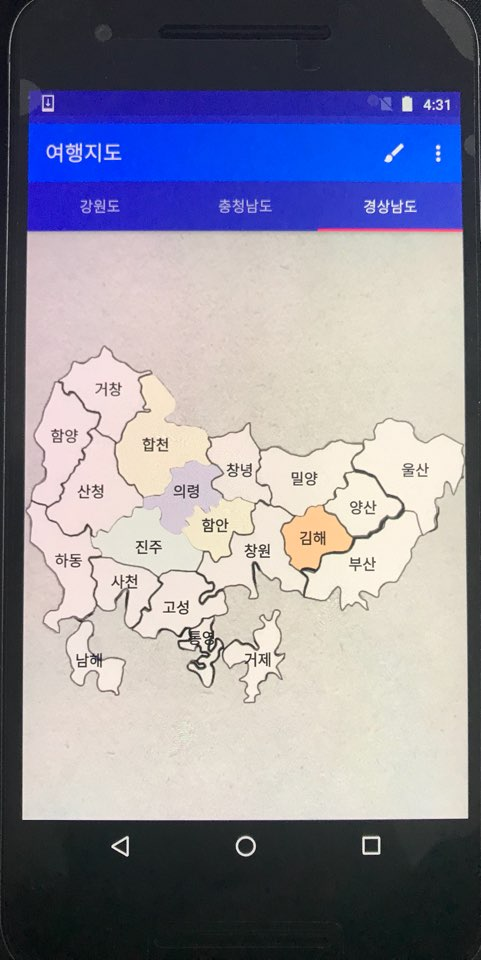 4:31
여행지도
강원도 충청남도 경상남도
거창
함양
합천
창녕
밀양
울산
산청
의령
양산
함안
진주
창원
김해
하동
부산
사천
고성
통영
남해
거제